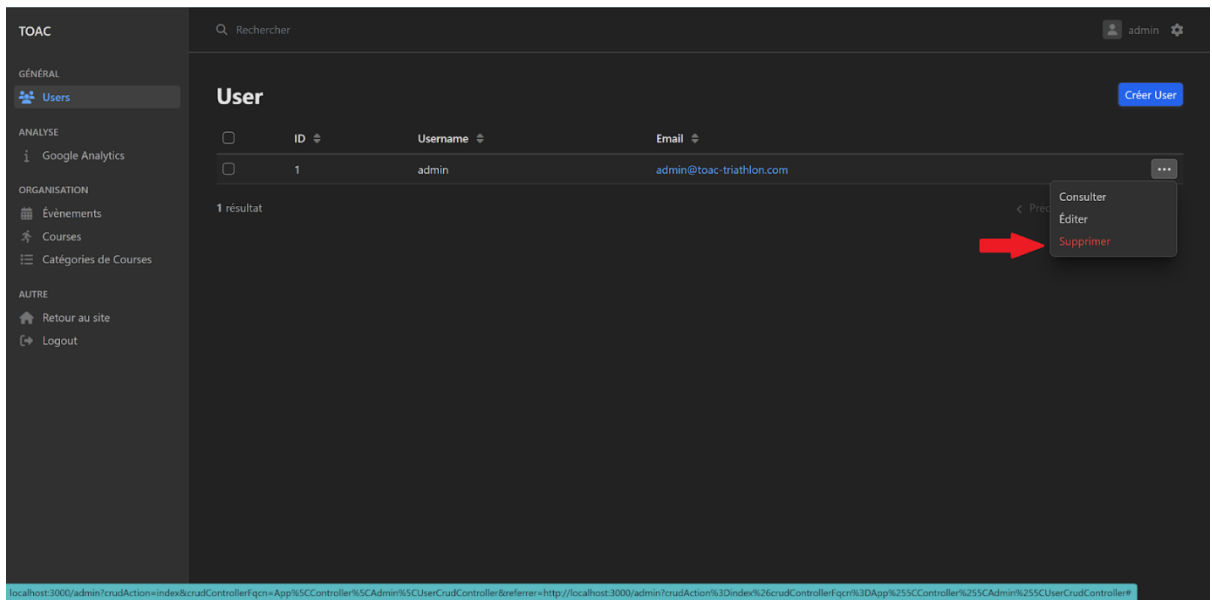 TOAC
Rechercher
admin
GÉNÉRAL
Users
ANALYSE
Google Analytics
ORGANISATION
Évènements
Courses
Catégories de Courses
AUTRE
Retour au site
Logout
User
Créer User
ID Username Email
1 admin admin@toac-triathlon.com
1 résultat
Consulter
Éditer
Supprimer
localhost:3000/admin?crudAction=index&crudControllerFqcn=App%5CController%5CAdmin%5CUserCrudController&referrer=http://localhost:3000/admin?crudAction%3Dindex%26crudControllerFqcn%3DApp%255CController%255CAdmin%255CUserCrudController#